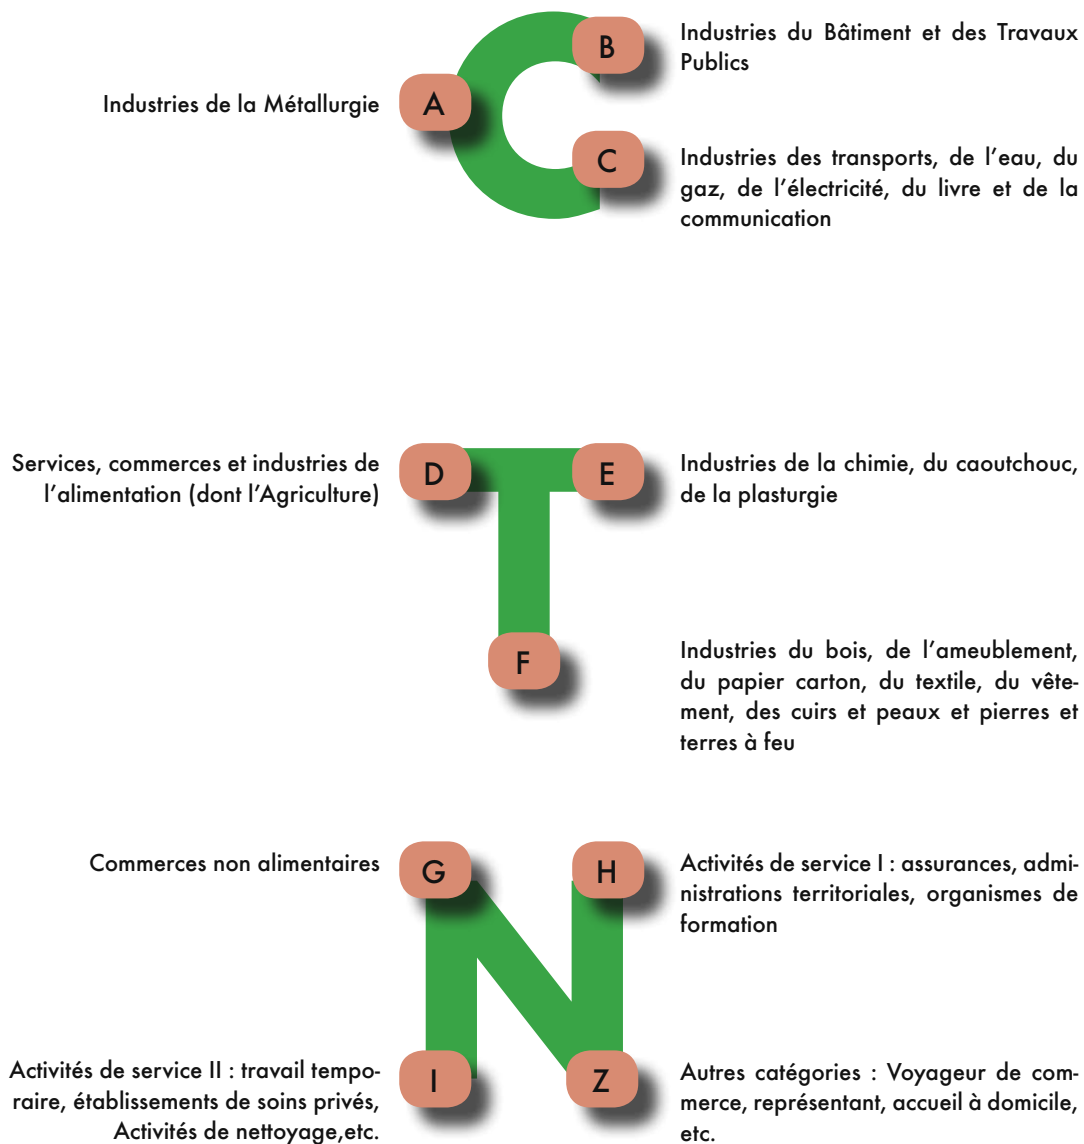 B
Industries du Bâtiment et des Travaux
Publics
Industries de la Métallurgie
A
C
Industries des transports, de l'eau, du
gaz, de l'électricité, du livre et de la
communication
Services, commerces et industries de
l'alimentation (dont l'Agriculture)
D
E
Industries de la chimie, du caoutchouc,
de la plasturgie
F
Industries du bois, de l'ameublement,
du papier carton, du textile, du vête-
ment, des cuirs et peaux et pierres et
terres à feu
Commerces non alimentaires
G
H
Activités de service I : assurances, admi-
nistrations territoriales, organismes de
formation
Activités de service II : travail tempo-
raire, établissements de soins privés,
Activités de nettoyage,etc.
I
Z
Autres catégories : Voyageur de com-
merce, représentant, accueil à domicile,
etc.
C
T
N